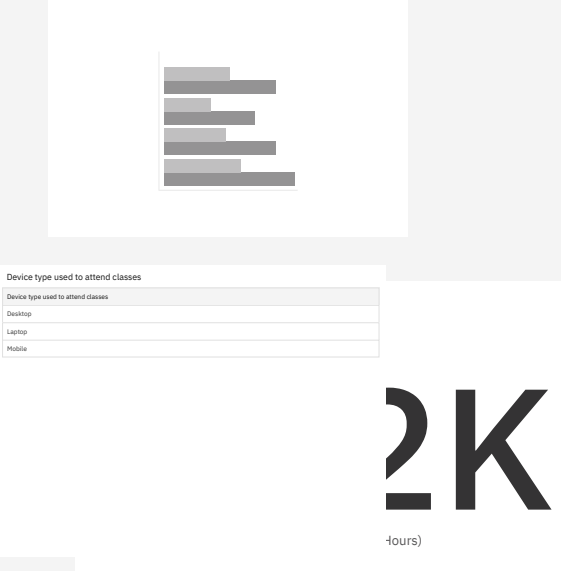 Device type used to attend classes
Device type used to attend classes
Desktop
Laptop
Mobile
2K
Hours)